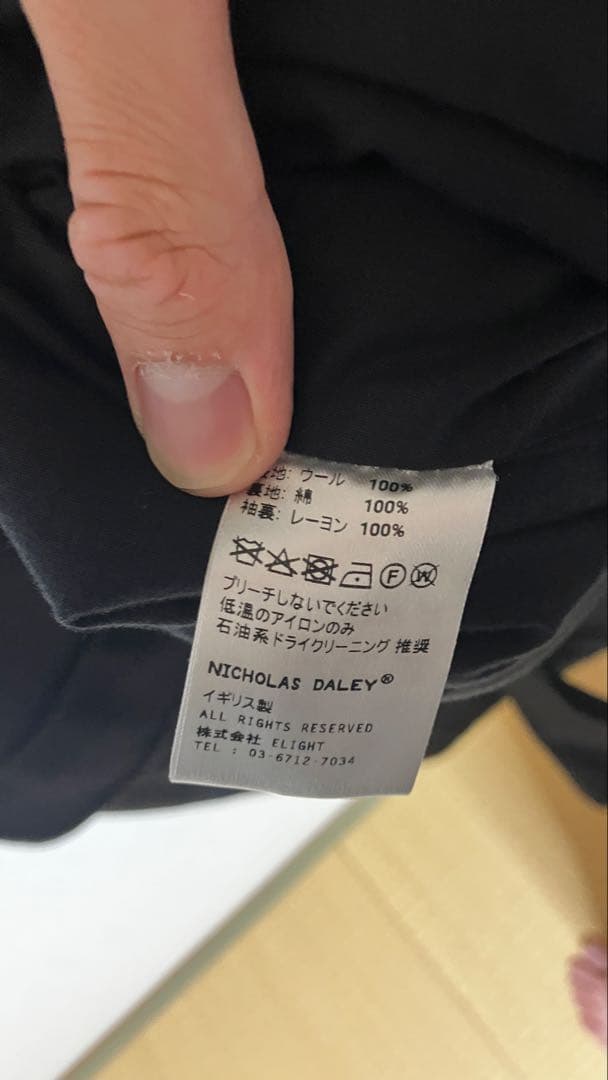 地: ウール 100%
裏地: 綿 100%
袖裏: レーヨン 100%
F W
ブリーチしないでください
低温のアイロンのみ
石油系ドライクリーニング 推奨
NICHOLAS DALEY®
イギリス製
ALL RIGHTS RESERVED
株式会社 ELIGHT
TEL : 03-6712-7034